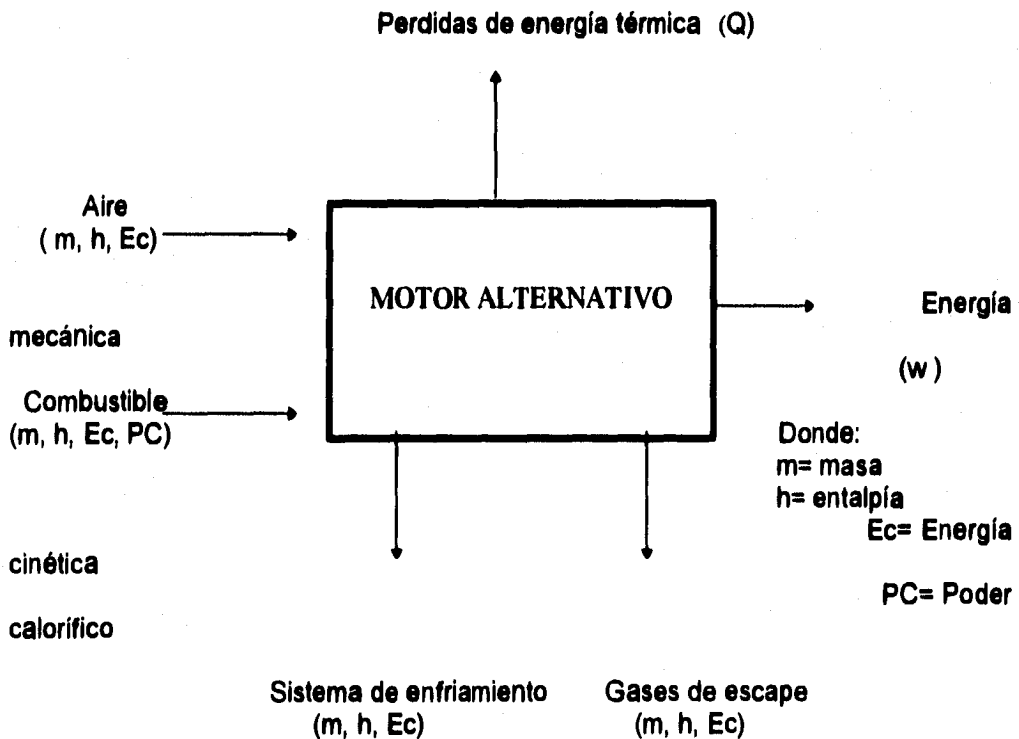 Perdidas de energía térmica (Q)
Aire
( m, h, Ec)
MOTOR ALTERNATIVO
Energía
mecánica
(w )
Combustible
(m, h, Ec, PC)
Donde:
m= masa
h= entalpía
Ec= Energía
cinética
PC= Poder
calorífico
Sistema de enfriamiento
(m, h, Ec)
Gases de escape
(m, h, Ec)